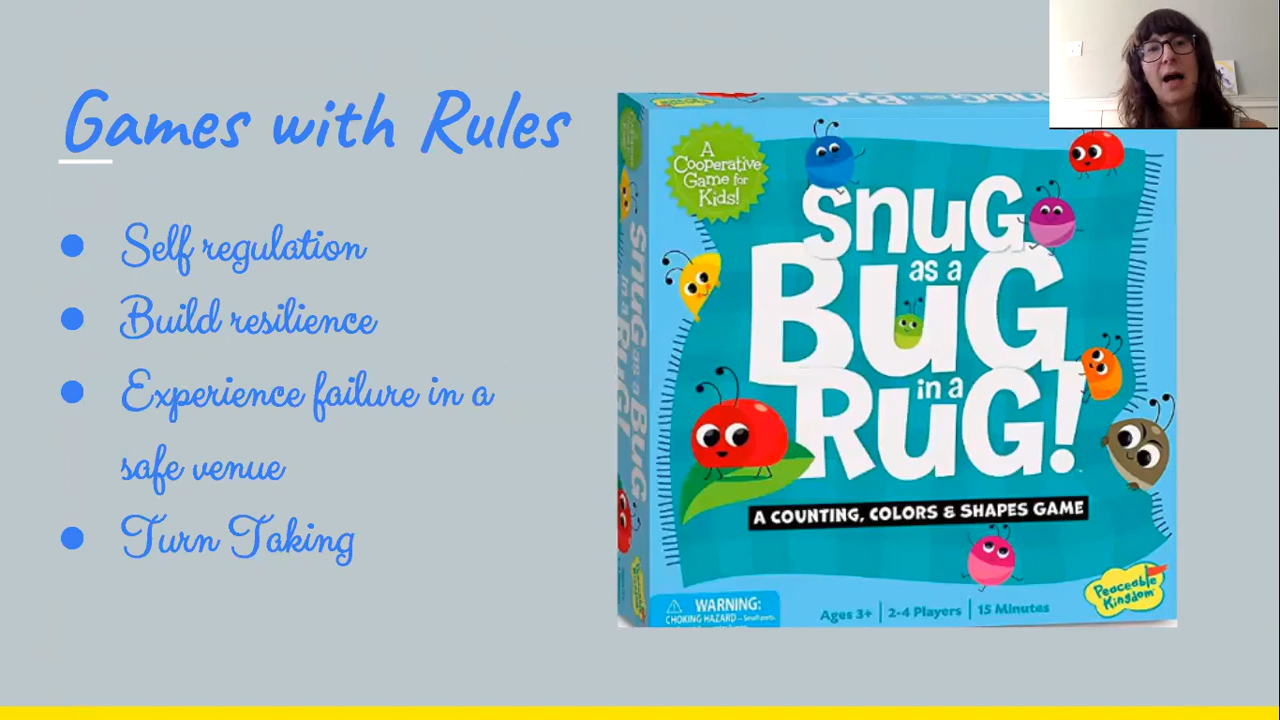 Games with Rules
Self regulation
Build resilience
Experience failure in a
safe venue
Turn Taking
A
Cooperative
Game for
Kids!
Snug
as a
Bug
in a
Rug!
A COUNTING, COLORS & SHAPES GAME
Peaceable
Kingdom
WARNING:
CHOKING HAZARD – Small parts.
Ages 3+ | 2-4 Players | 15 Minutes
Snug as a Bug
in a Rug!